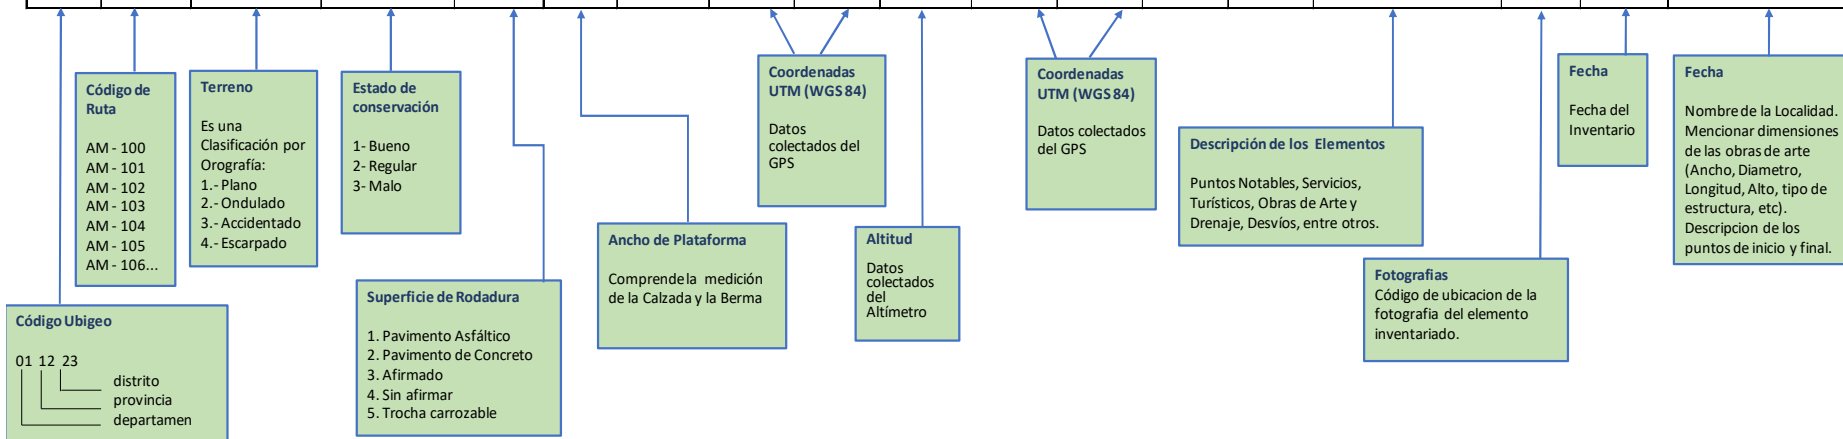 Código de
Ruta
AM - 100
AM - 101
AM - 102
AM - 103
AM - 104
AM - 105
AM - 106...
Terreno
Es una
Clasificación por
Orografía:
1.- Plano
2.- Ondulado
3.- Accidentado
4.- Escarpado
Estado de
conservación
1- Bueno
2- Regular
3- Malo
Coordenadas
UTM (WGS 84)
Datos
colectados del
GPS
Coordenadas
UTM (WGS 84)
Datos colectados
del GPS
Fecha
Fecha del
Inventario
Fecha
Nombre de la Localidad.
Mencionar dimensiones
de las obras de arte
(Ancho, Diametro,
Longitud, Alto, tipo de
estructura, etc).
Descripcion de los
puntos de inicio y final.
Descripción de los Elementos
Puntos Notables, Servicios,
Turísticos, Obras de Arte y
Drenaje, Desvíos, entre otros.
Ancho de Plataforma
Comprende la medición
de la Calzada y la Berma
Altitud
Datos
colectados
del
Altímetro
Fotografias
Código de ubicacion de la
fotografia del elemento
inventariado.
Superficie de Rodadura
1. Pavimento Asfáltico
2. Pavimento de Concreto
3. Afirmado
4. Sin afirmar
5. Trocha carrozable
Código Ubigeo
01 12 23
distrito
provincia
departamen